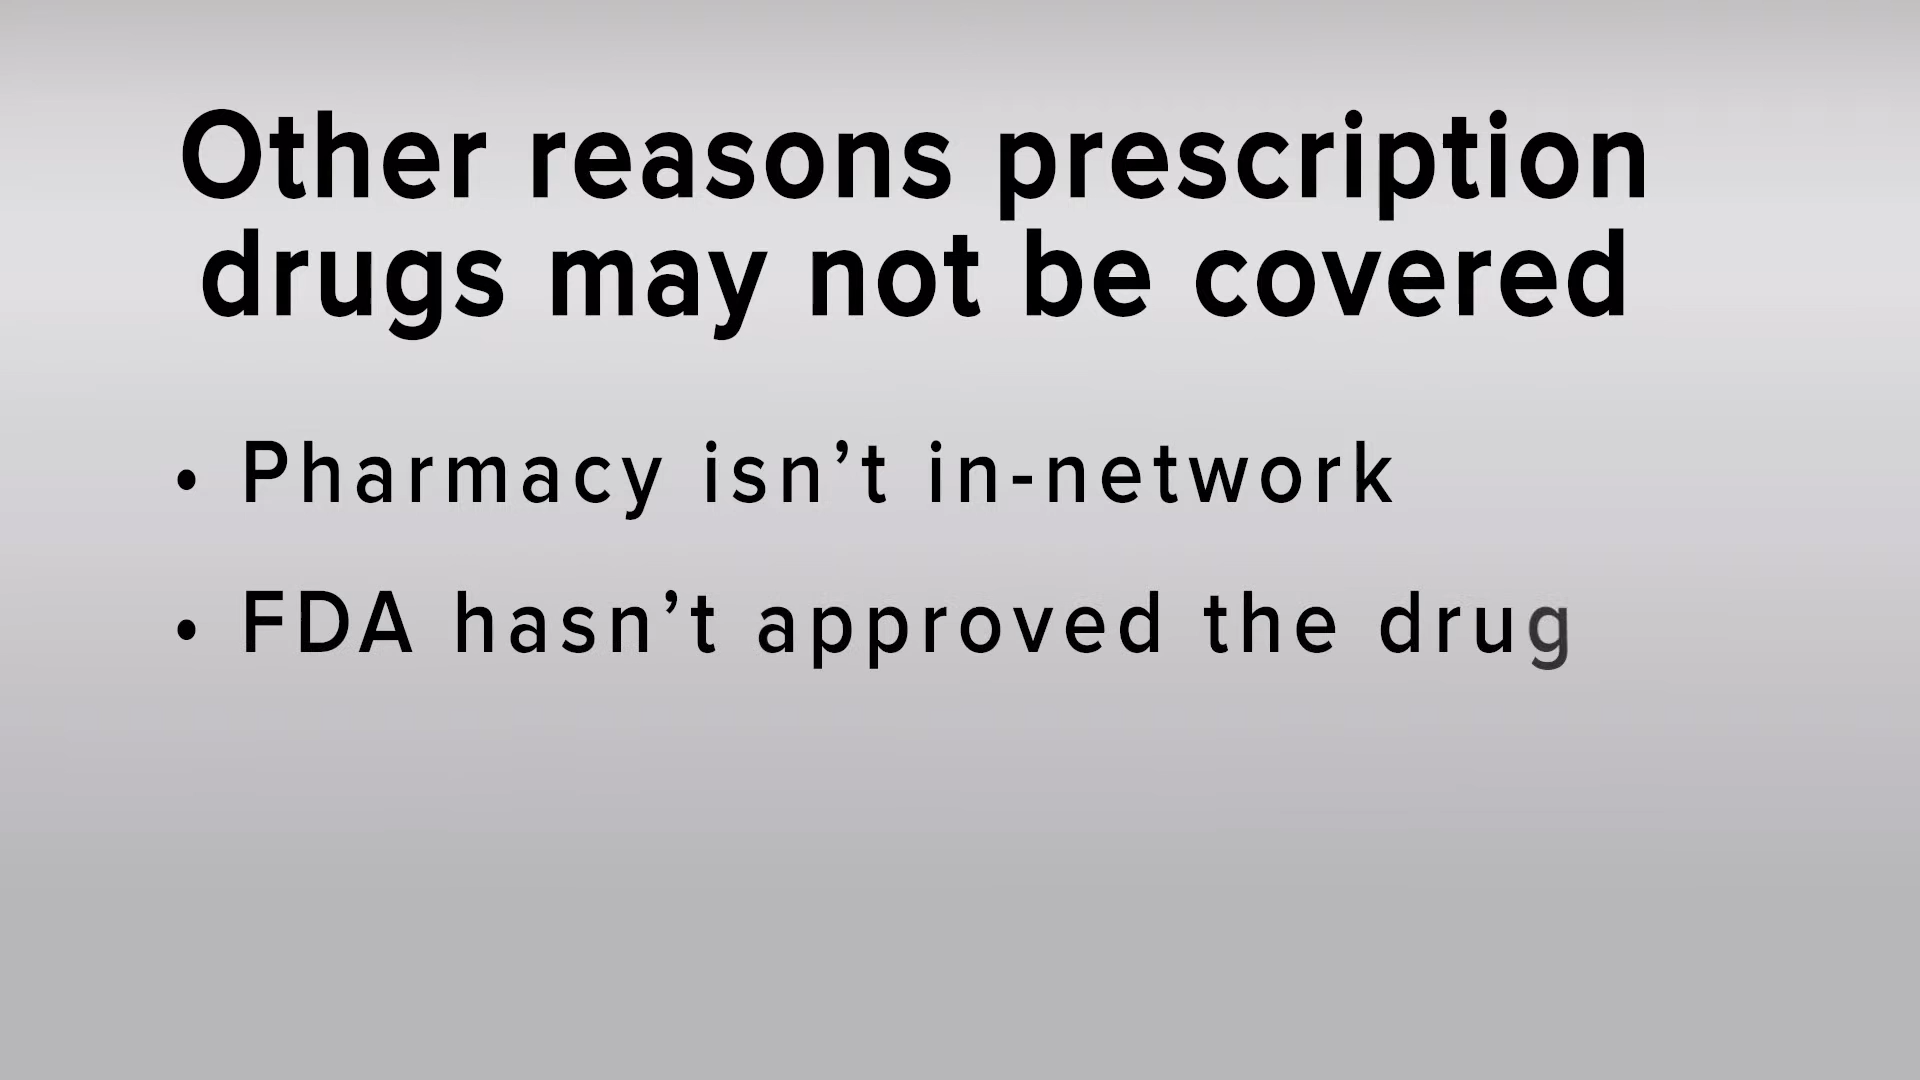 Other reasons prescription
drugs may not be covered
• Pharmacy isn’t in-network
• FDA hasn’t approved the drug